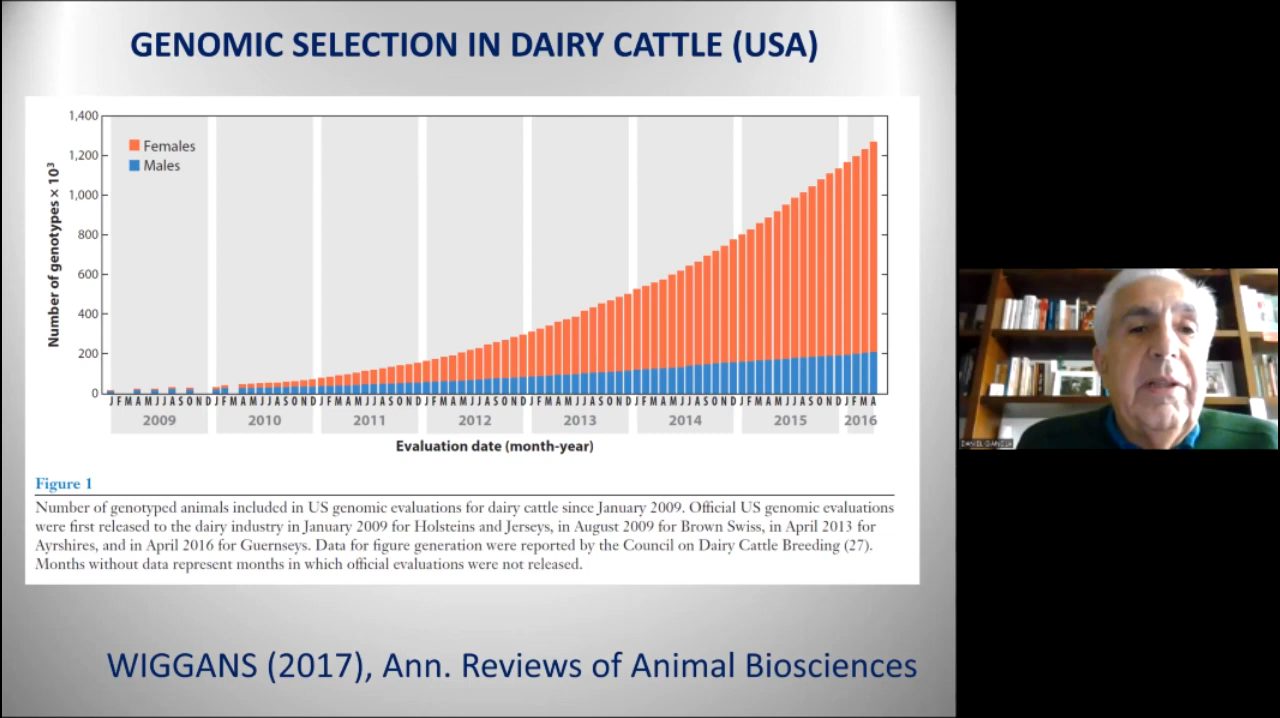 GENOMIC SELECTION IN DAIRY CATTLE (USA)
1,400
1,200
1,000
800
600
400
200
0
Number of genotypes × 10³
Females
Males
J F M A M J J A S O N D J F M A M J J A S O N D J F M A M J J A S O N D J F M A M J J A S O N D J F M A M J J A S O N D J F M A M J J A S O N D J F M A M J J A S O N D J F M A
2009 2010 2011 2012 2013 2014 2015 2016
Evaluation date (month-year)
Figure 1
Number of genotyped animals included in US genomic evaluations for dairy cattle since January 2009. Official US genomic evaluations
were first released to the dairy industry in January 2009 for Holsteins and Jerseys, in August 2009 for Brown Swiss, in April 2013 for
Ayrshires, and in April 2016 for Guernseys. Data for figure generation were reported by the Council on Dairy Cattle Breeding (27).
Months without data represent months in which official evaluations were not released.
WIGGANS (2017), Ann. Reviews of Animal Biosciences
DANIEL GIANOLA